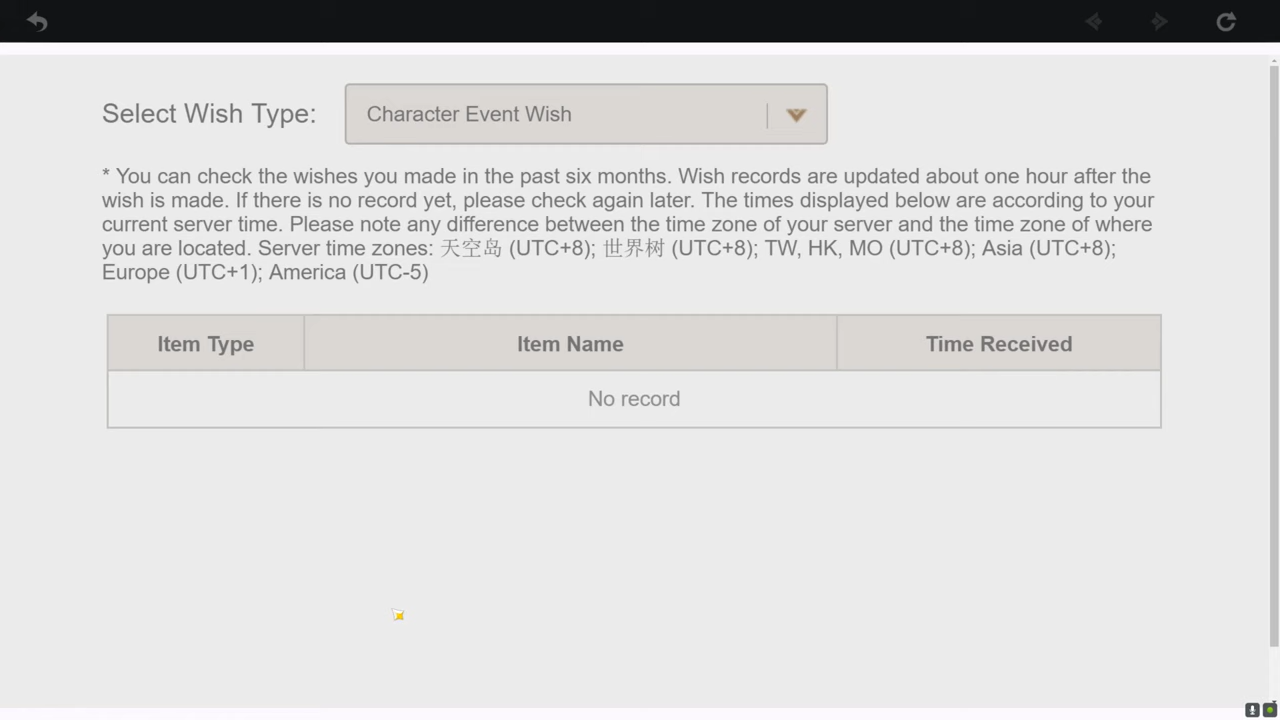 Select Wish Type: Character Event Wish
* You can check the wishes you made in the past six months. Wish records are updated about one hour after the
wish is made. If there is no record yet, please check again later. The times displayed below are according to your
current server time. Please note any difference between the time zone of your server and the time zone of where
you are located. Server time zones: 天空岛 (UTC+8); 世界树 (UTC+8); TW, HK, MO (UTC+8); Asia (UTC+8);
Europe (UTC+1); America (UTC-5)
Item Type Item Name Time Received
No record